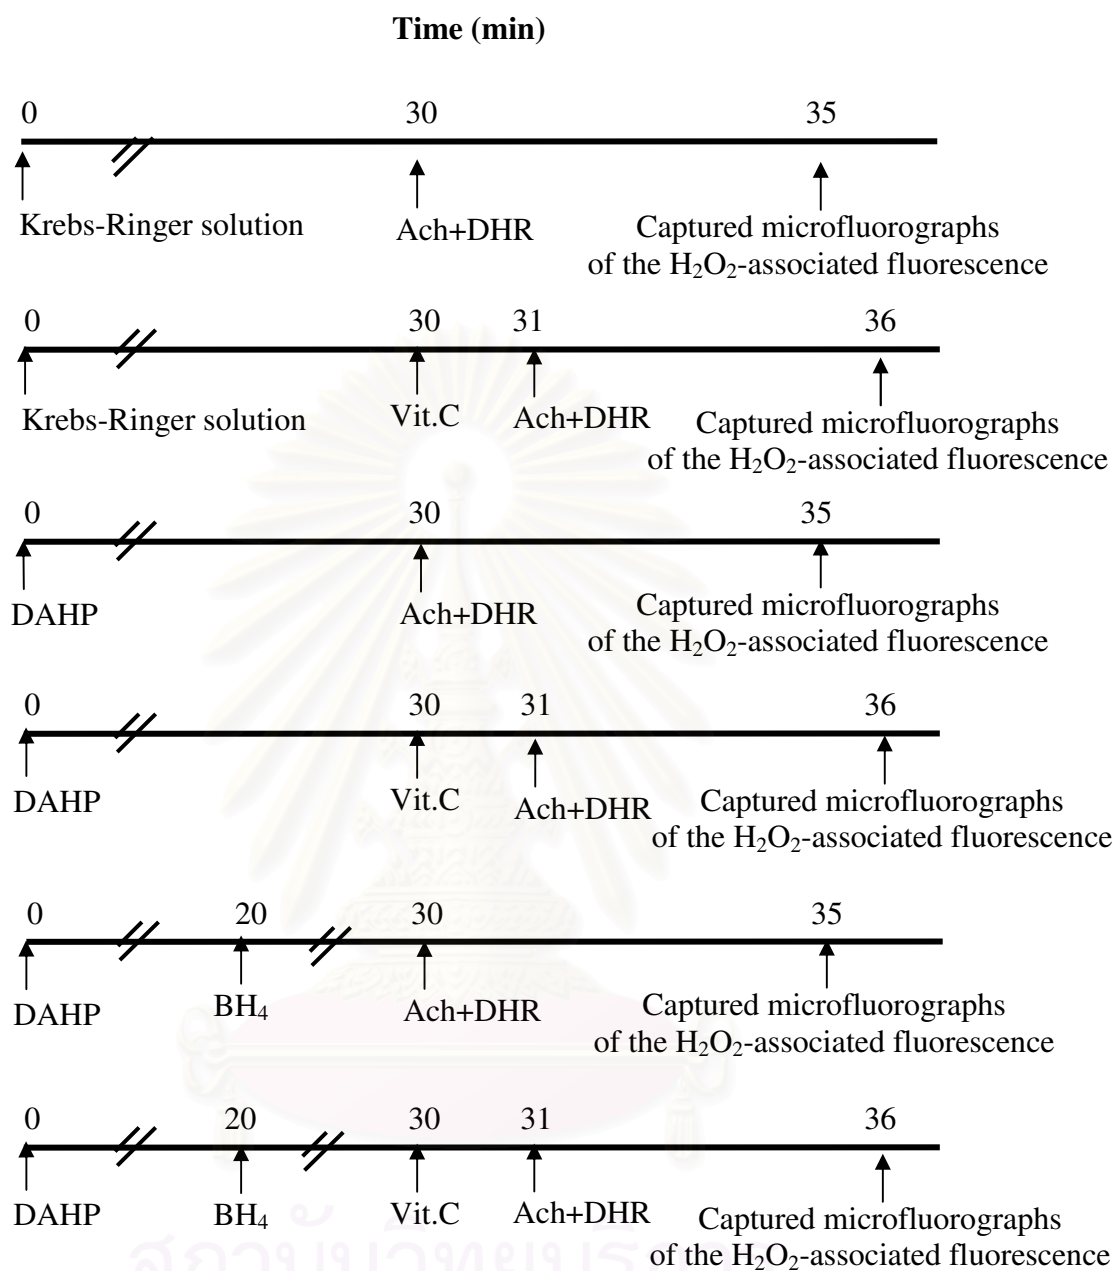 Time (min)
0 30 35
Krebs-Ringer solution Ach+DHR Captured microfluorographs
of the H₂O₂-associated fluorescence
0 30 31 36
Krebs-Ringer solution Vit.C Ach+DHR Captured microfluorographs
of the H₂O₂-associated fluorescence
0 30 35
DAHP Ach+DHR Captured microfluorographs
of the H₂O₂-associated fluorescence
0 30 31 36
DAHP Vit.C Ach+DHR Captured microfluorographs
of the H₂O₂-associated fluorescence
0 20 30 35
DAHP BH₄ Ach+DHR Captured microfluorographs
of the H₂O₂-associated fluorescence
0 20 30 31 36
DAHP BH₄ Vit.C Ach+DHR Captured microfluorographs
of the H₂O₂-associated fluorescence